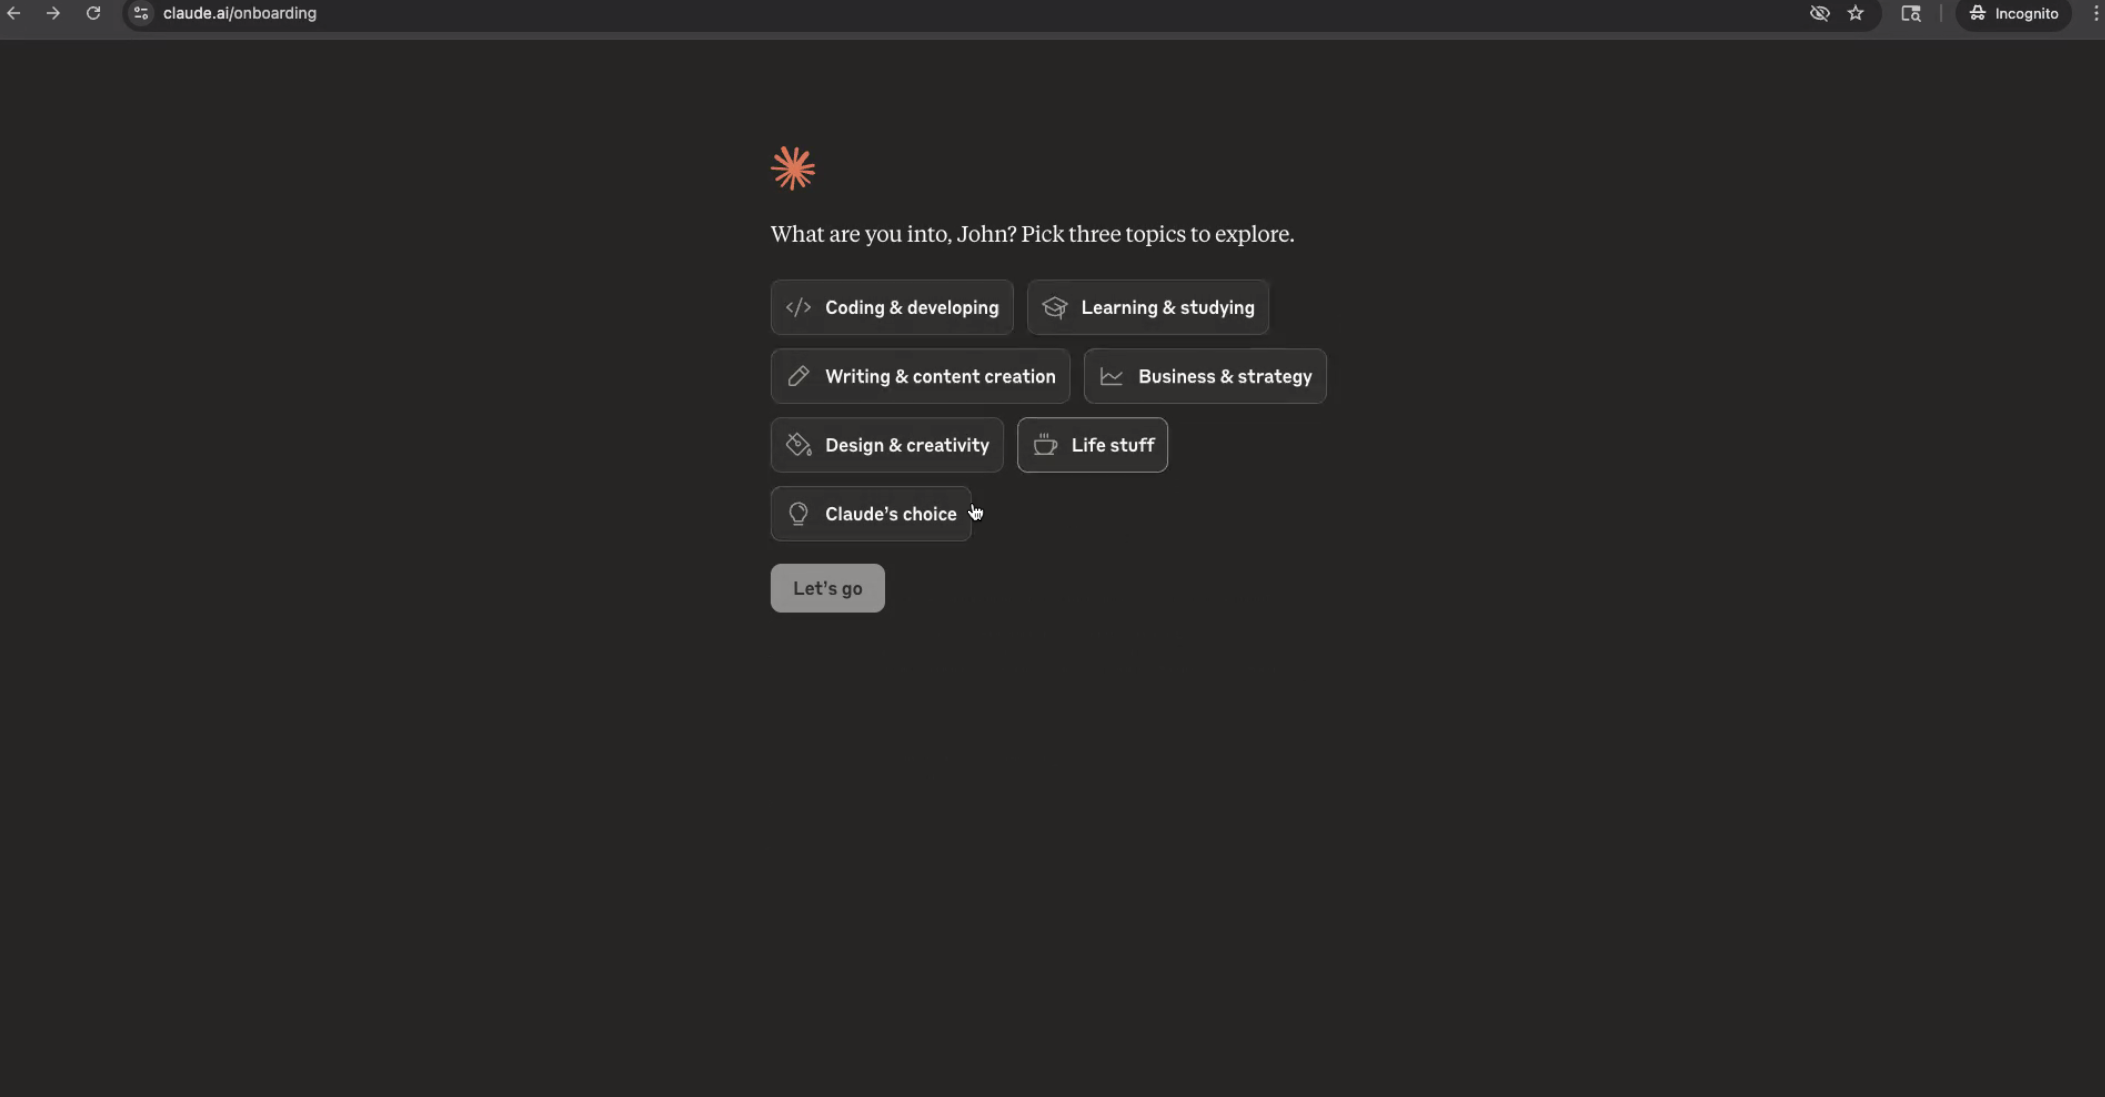 claude.ai/onboarding
Incognito
What are you into, John? Pick three topics to explore.
</> Coding & developing
Learning & studying
Writing & content creation
Business & strategy
Design & creativity
Life stuff
Claude’s choice
Let’s go